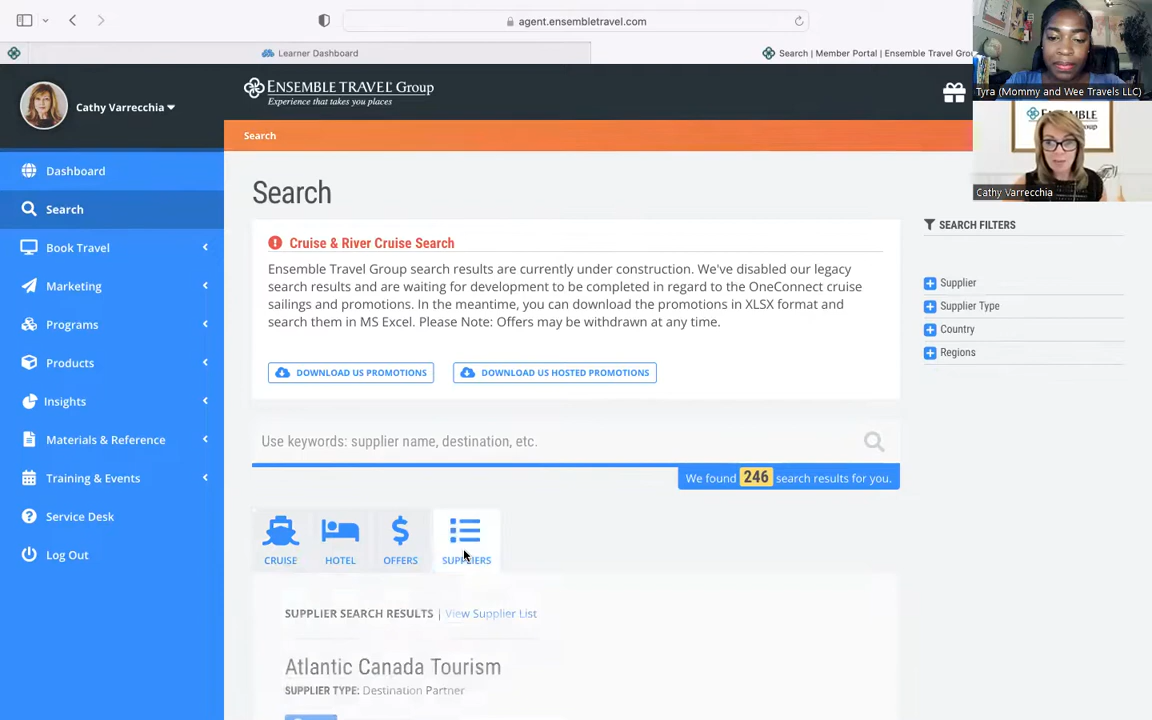 agent.ensembletravel.com
Learner Dashboard
Search | Member Portal | Ensemble Travel Grou
Tyra (Mommy and Wee Travels LLC)
Cathy Varrecchia
ENSEMBLE TRAVEL Group
Experience that takes you places
Search
Cathy Varrecchia
Dashboard
Search
Book Travel
Marketing
Programs
Products
Insights
Materials & Reference
Training & Events
Service Desk
Log Out
Search
Cruise & River Cruise Search
Ensemble Travel Group search results are currently under construction. We've disabled our legacy
search results and are waiting for development to be completed in regard to the OneConnect cruise
sailings and promotions. In the meantime, you can download the promotions in XLSX format and
search them in MS Excel. Please Note: Offers may be withdrawn at any time.
DOWNLOAD US PROMOTIONS
DOWNLOAD US HOSTED PROMOTIONS
Use keywords: supplier name, destination, etc.
We found 246 search results for you.
CRUISE
HOTEL
OFFERS
SUPPLIERS
SUPPLIER SEARCH RESULTS | View Supplier List
Atlantic Canada Tourism
SUPPLIER TYPE: Destination Partner
SEARCH FILTERS
Supplier
Supplier Type
Country
Regions